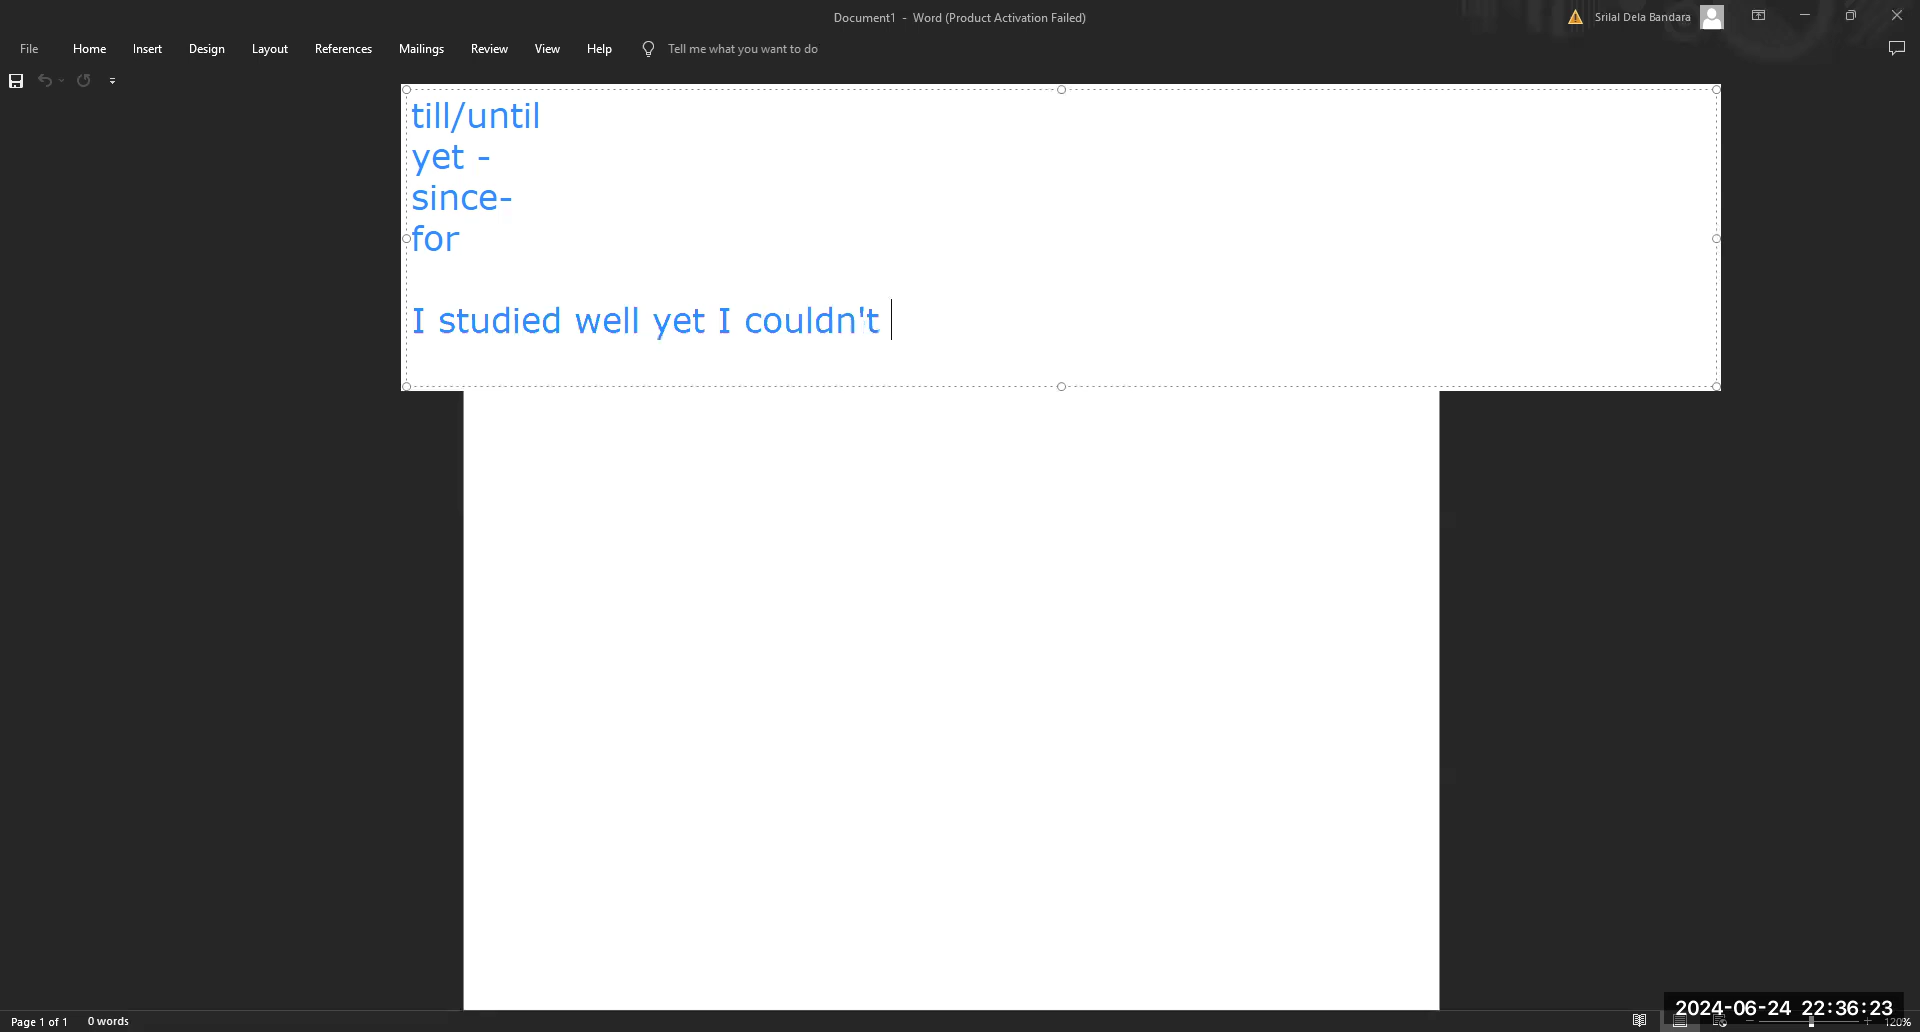 Document1 - Word (Product Activation Failed)
Srilal Dela Bandara
File Home Insert Design Layout References Mailings Review View Help Tell me what you want to do
till/until
yet -
since-
for
I studied well yet I couldn't
2024-06-24 22:36:23
Page 1 of 1 0 words
120%